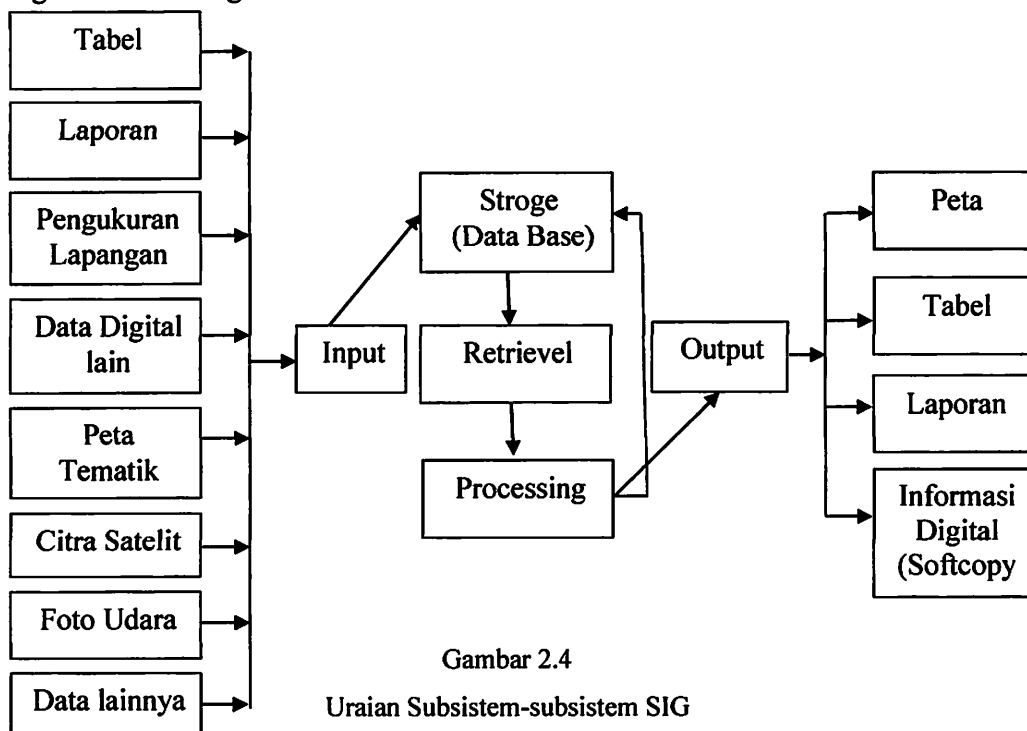 Tabel
Laporan
Pengukuran
Lapangan
Data Digital
lain
Peta
Tematik
Citra Satelit
Foto Udara
Data lainnya
Input
Stroge
(Data Base)
Retrievel
Processing
Output
Peta
Tabel
Laporan
Informasi
Digital
(Softcopy
Gambar 2.4
Uraian Subsistem-subsistem SIG